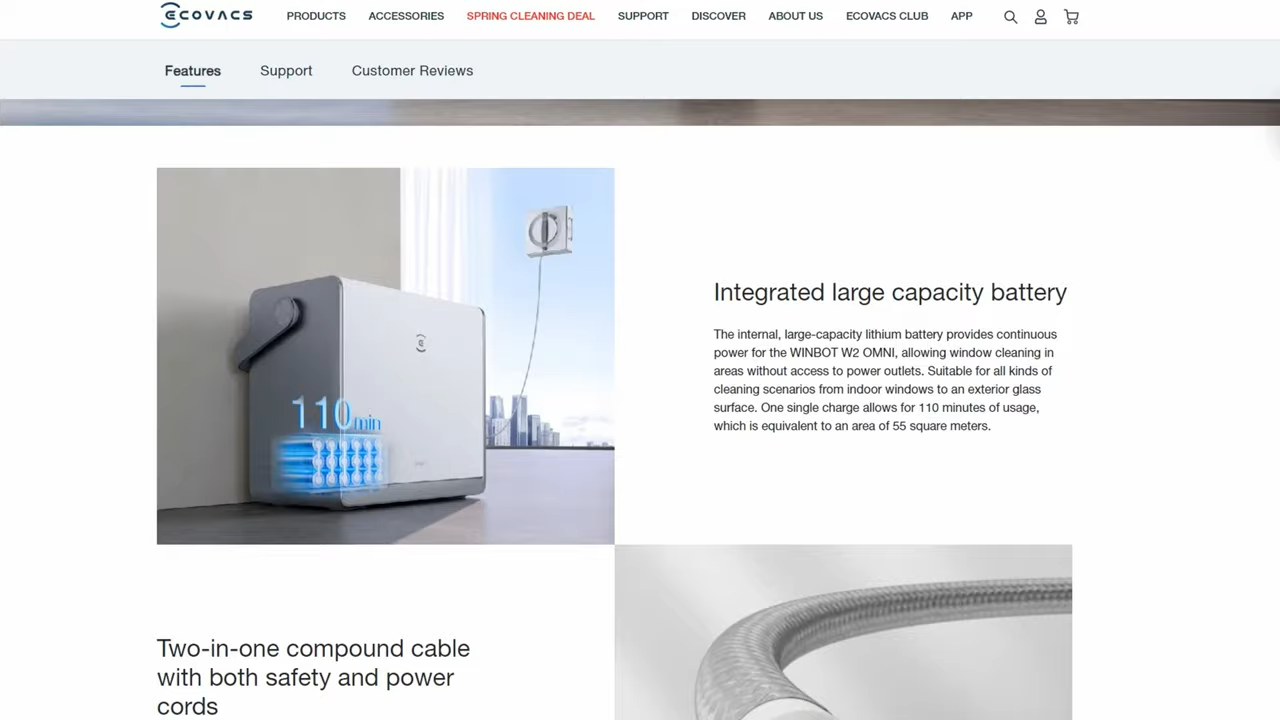 ECOVACS
PRODUCTS ACCESSORIES SPRING CLEANING DEAL SUPPORT DISCOVER ABOUT US ECOVACS CLUB APP
Features Support Customer Reviews
110min
Integrated large capacity battery
The internal, large-capacity lithium battery provides continuous
power for the WINBOT W2 OMNI, allowing window cleaning in
areas without access to power outlets. Suitable for all kinds of
cleaning scenarios from indoor windows to an exterior glass
surface. One single charge allows for 110 minutes of usage,
which is equivalent to an area of 55 square meters.
Two-in-one compound cable
with both safety and power
cords